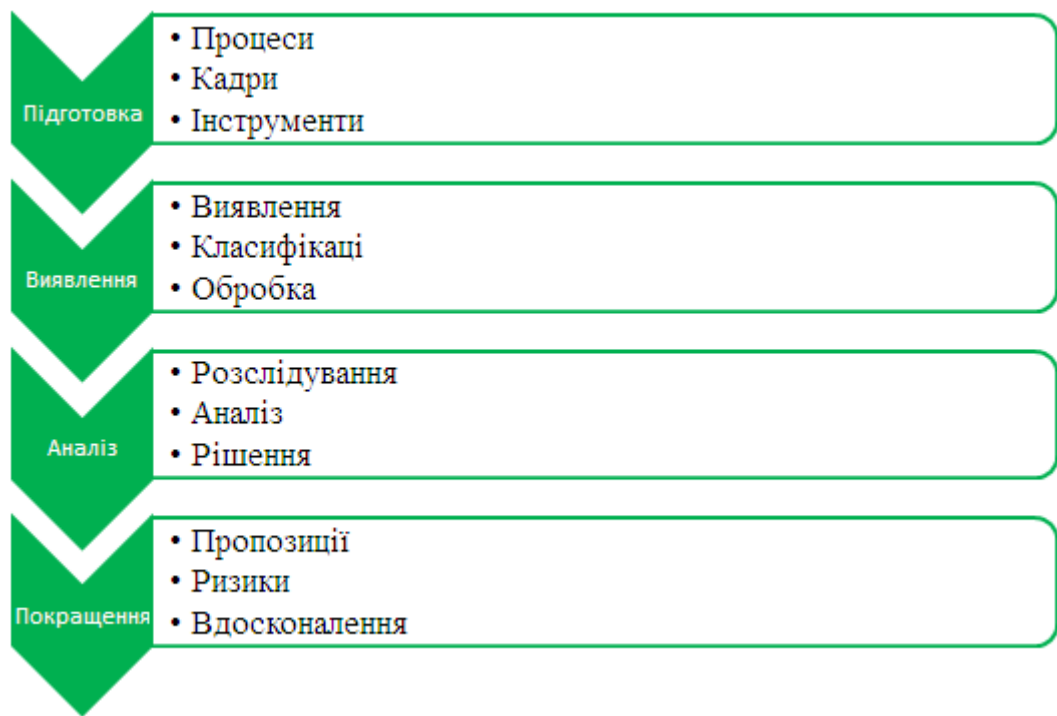 Підготовка
• Процеси
• Кадри
• Інструменти
Виявлення
• Виявлення
• Класифікаці
• Обробка
Аналіз
• Розслідування
• Аналіз
• Рішення
Покращення
• Пропозиції
• Ризики
• Вдосконалення